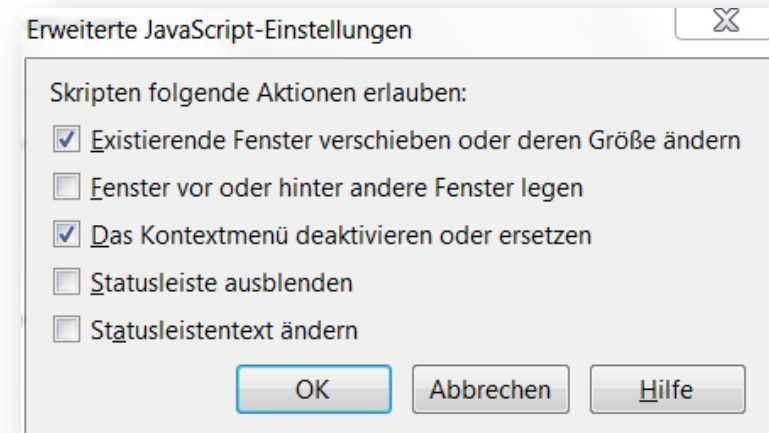 Erweiterte JavaScript-Einstellungen
Skripten folgende Aktionen erlauben:
Existierende Fenster verschieben oder deren Größe ändern
Fenster vor oder hinter andere Fenster legen
Das Kontextmenü deaktivieren oder ersetzen
Statusleiste ausblenden
Statusleistentext ändern
OK Abbrechen Hilfe